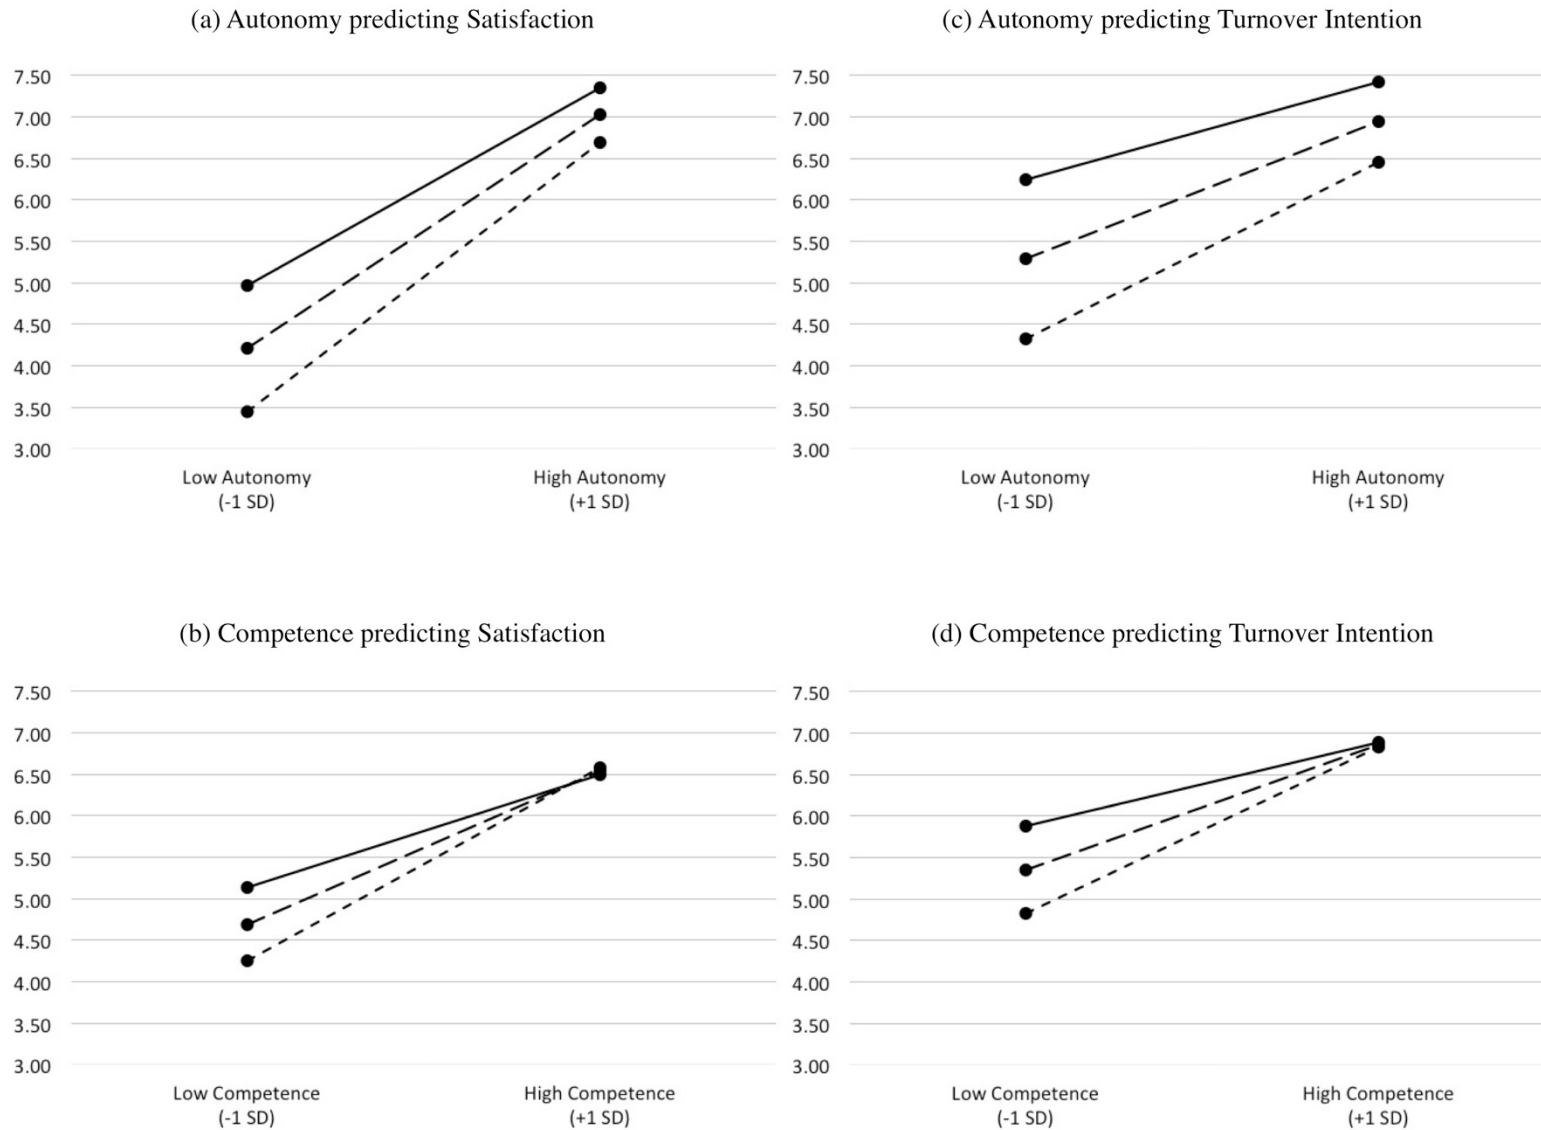 (a) Autonomy predicting Satisfaction
7.50
7.00
6.50
6.00
5.50
5.00
4.50
4.00
3.50
3.00
Low Autonomy
(-1 SD)
High Autonomy
(+1 SD)
(c) Autonomy predicting Turnover Intention
7.50
7.00
6.50
6.00
5.50
5.00
4.50
4.00
3.50
3.00
Low Autonomy
(-1 SD)
High Autonomy
(+1 SD)
(b) Competence predicting Satisfaction
7.50
7.00
6.50
6.00
5.50
5.00
4.50
4.00
3.50
3.00
Low Competence
(-1 SD)
High Competence
(+1 SD)
(d) Competence predicting Turnover Intention
7.50
7.00
6.50
6.00
5.50
5.00
4.50
4.00
3.50
3.00
Low Competence
(-1 SD)
High Competence
(+1 SD)